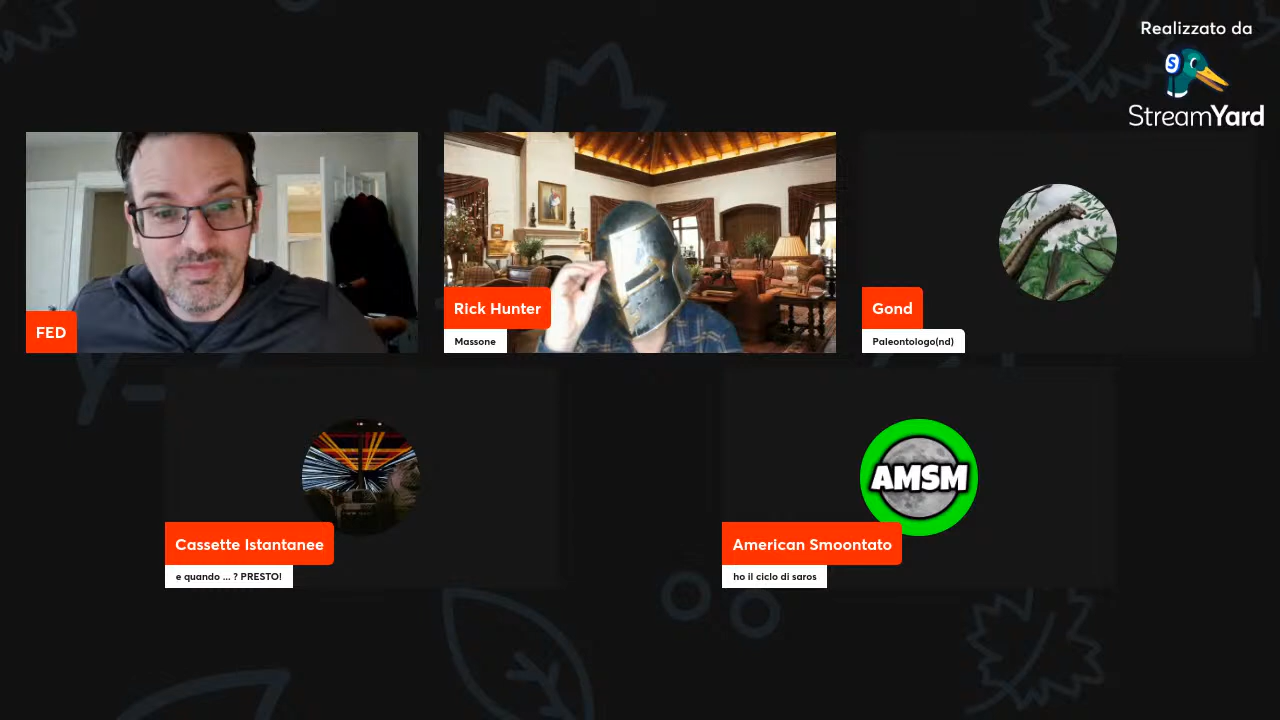 Realizzato da
S
StreamYard
FED
Rick Hunter
Massone
Gond
Paleontologo(nd)
Cassette Istantanee
e quando ... ? PRESTO!
AMSM
American Smoontato
ho il ciclo di saros